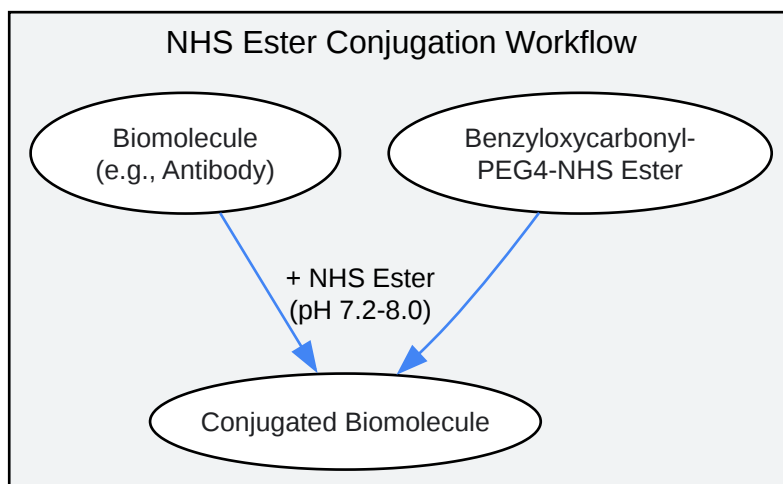 NHS Ester Conjugation Workflow
Biomolecule
(e.g., Antibody)
Benzyloxycarbonyl-
PEG4-NHS Ester
+ NHS Ester
(pH 7.2-8.0)
Conjugated Biomolecule